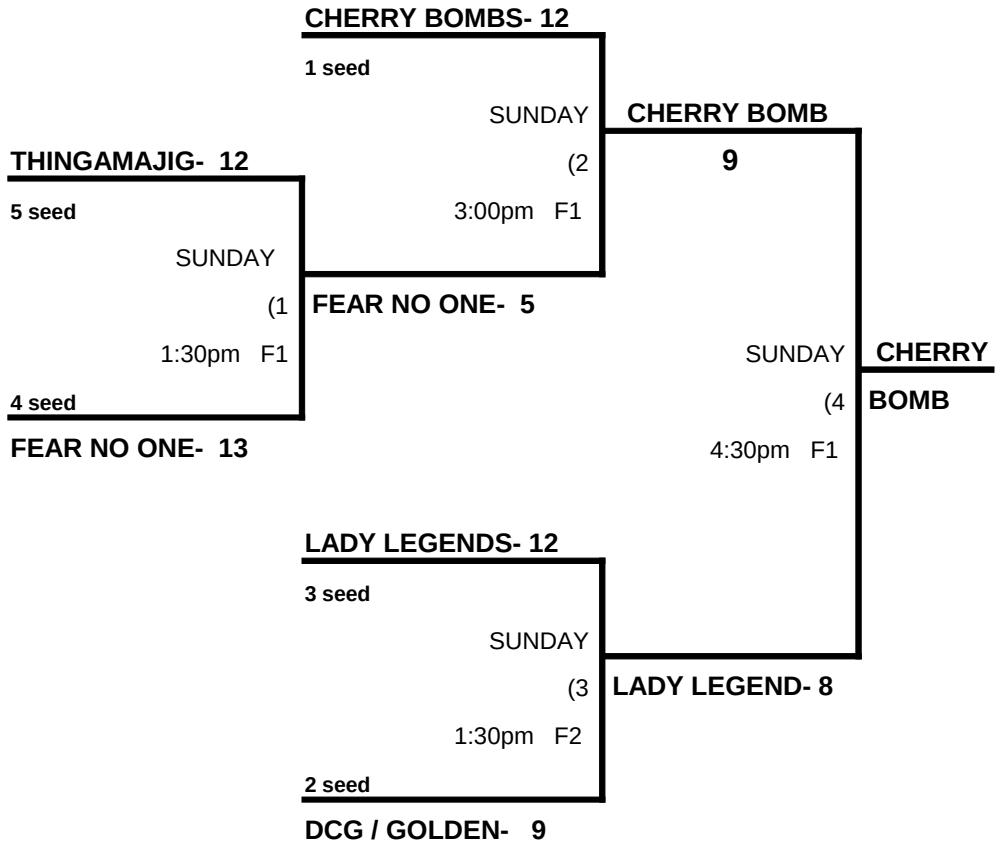 CHERRY BOMBS- 12
1 seed
SUNDAY
CHERRY BOMB
(2
9
3:00pm F1
THINGAMAJIG- 12
5 seed
SUNDAY
(1
1:30pm F1
FEAR NO ONE- 5
4 seed
FEAR NO ONE- 13
SUNDAY
(4
4:30pm F1
CHERRY
BOMB
LADY LEGENDS- 12
3 seed
SUNDAY
(3
1:30pm F2
LADY LEGEND- 8
2 seed
DCG / GOLDEN- 9